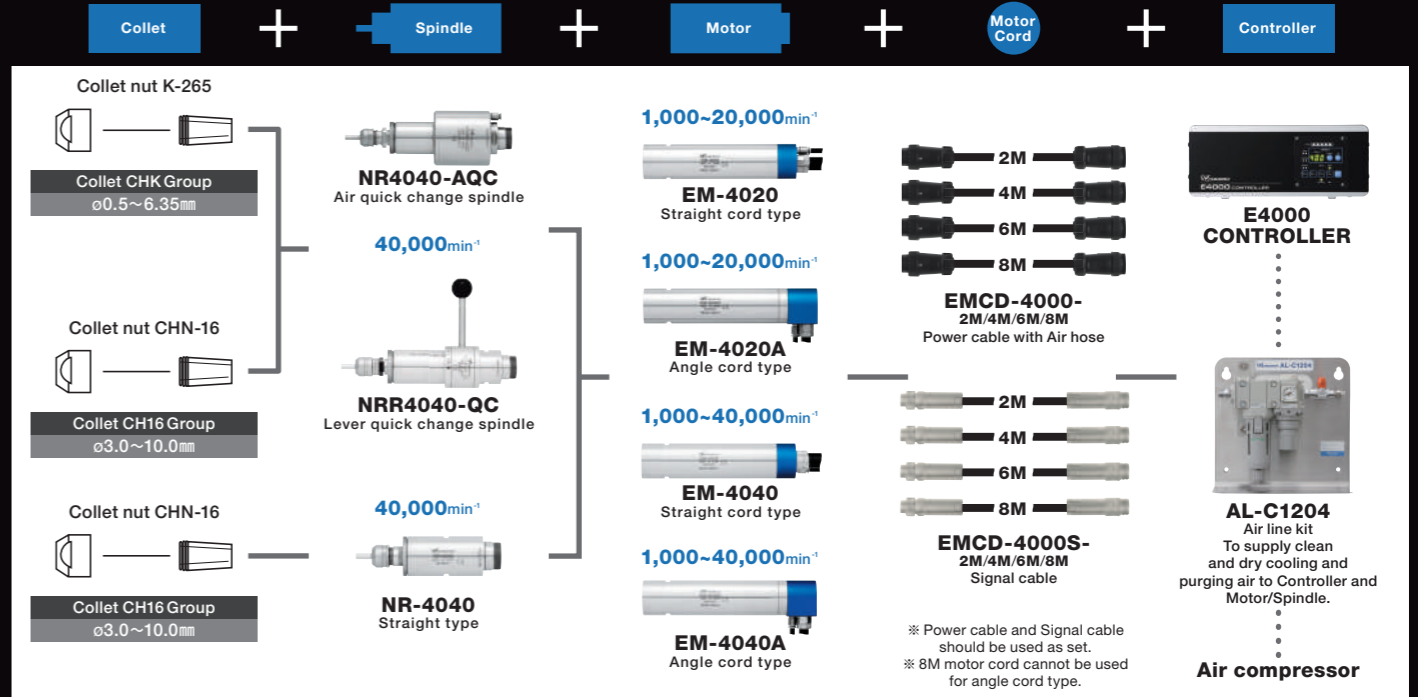 Collet
Spindle
Motor
Motor
Cord
Controller
Collet nut K-265
Collet CHK Group
ø0.5～6.35㎜
Collet nut CHN-16
Collet CH16 Group
ø3.0～10.0㎜
Collet nut CHN-16
Collet CH16 Group
ø3.0～10.0㎜
NR4040-AQC
Air quick change spindle
40,000min⁻¹
NRR4040-QC
Lever quick change spindle
40,000min⁻¹
NR-4040
Straight type
1,000~20,000min⁻¹
EM-4020
Straight cord type
1,000~20,000min⁻¹
EM-4020A
Angle cord type
1,000~40,000min⁻¹
EM-4040
Straight cord type
1,000~40,000min⁻¹
EM-4040A
Angle cord type
2M
4M
6M
8M
EMCD-4000-
2M/4M/6M/8M
Power cable with Air hose
2M
4M
6M
8M
EMCD-4000S-
2M/4M/6M/8M
Signal cable
※ Power cable and Signal cable
should be used as set.
※ 8M motor cord cannot be used
for angle cord type.
E4000 CONTROLLER
E4000
CONTROLLER
AL-C1204
AL-C1204
Air line kit
To supply clean
and dry cooling and
purging air to Controller and
Motor/Spindle.
Air compressor